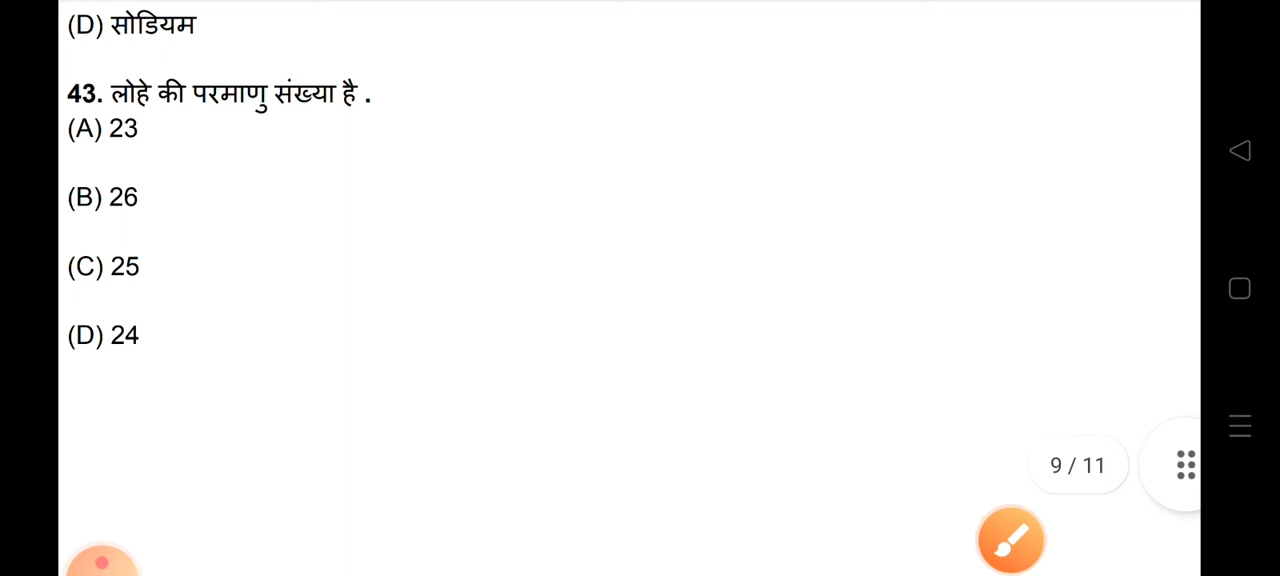 (D) सोडियम
43. लोहे की परमाणु संख्या है .
(A) 23
(B) 26
(C) 25
(D) 24
9 / 11